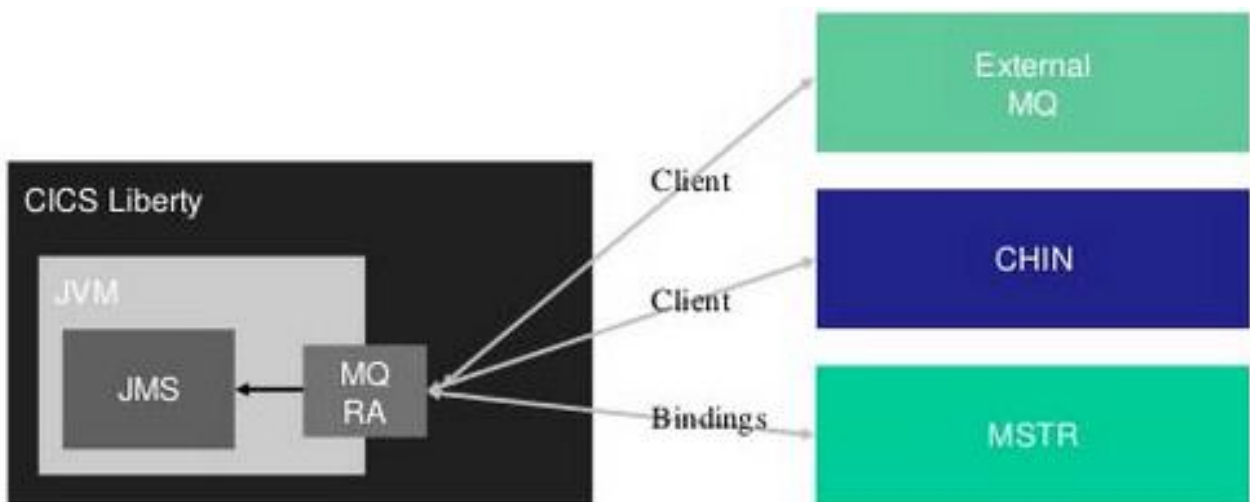 External
MQ
Client
CICS Liberty
CHIN
JVM
Client
MQ
RA
JMS
Bindings
MSTR